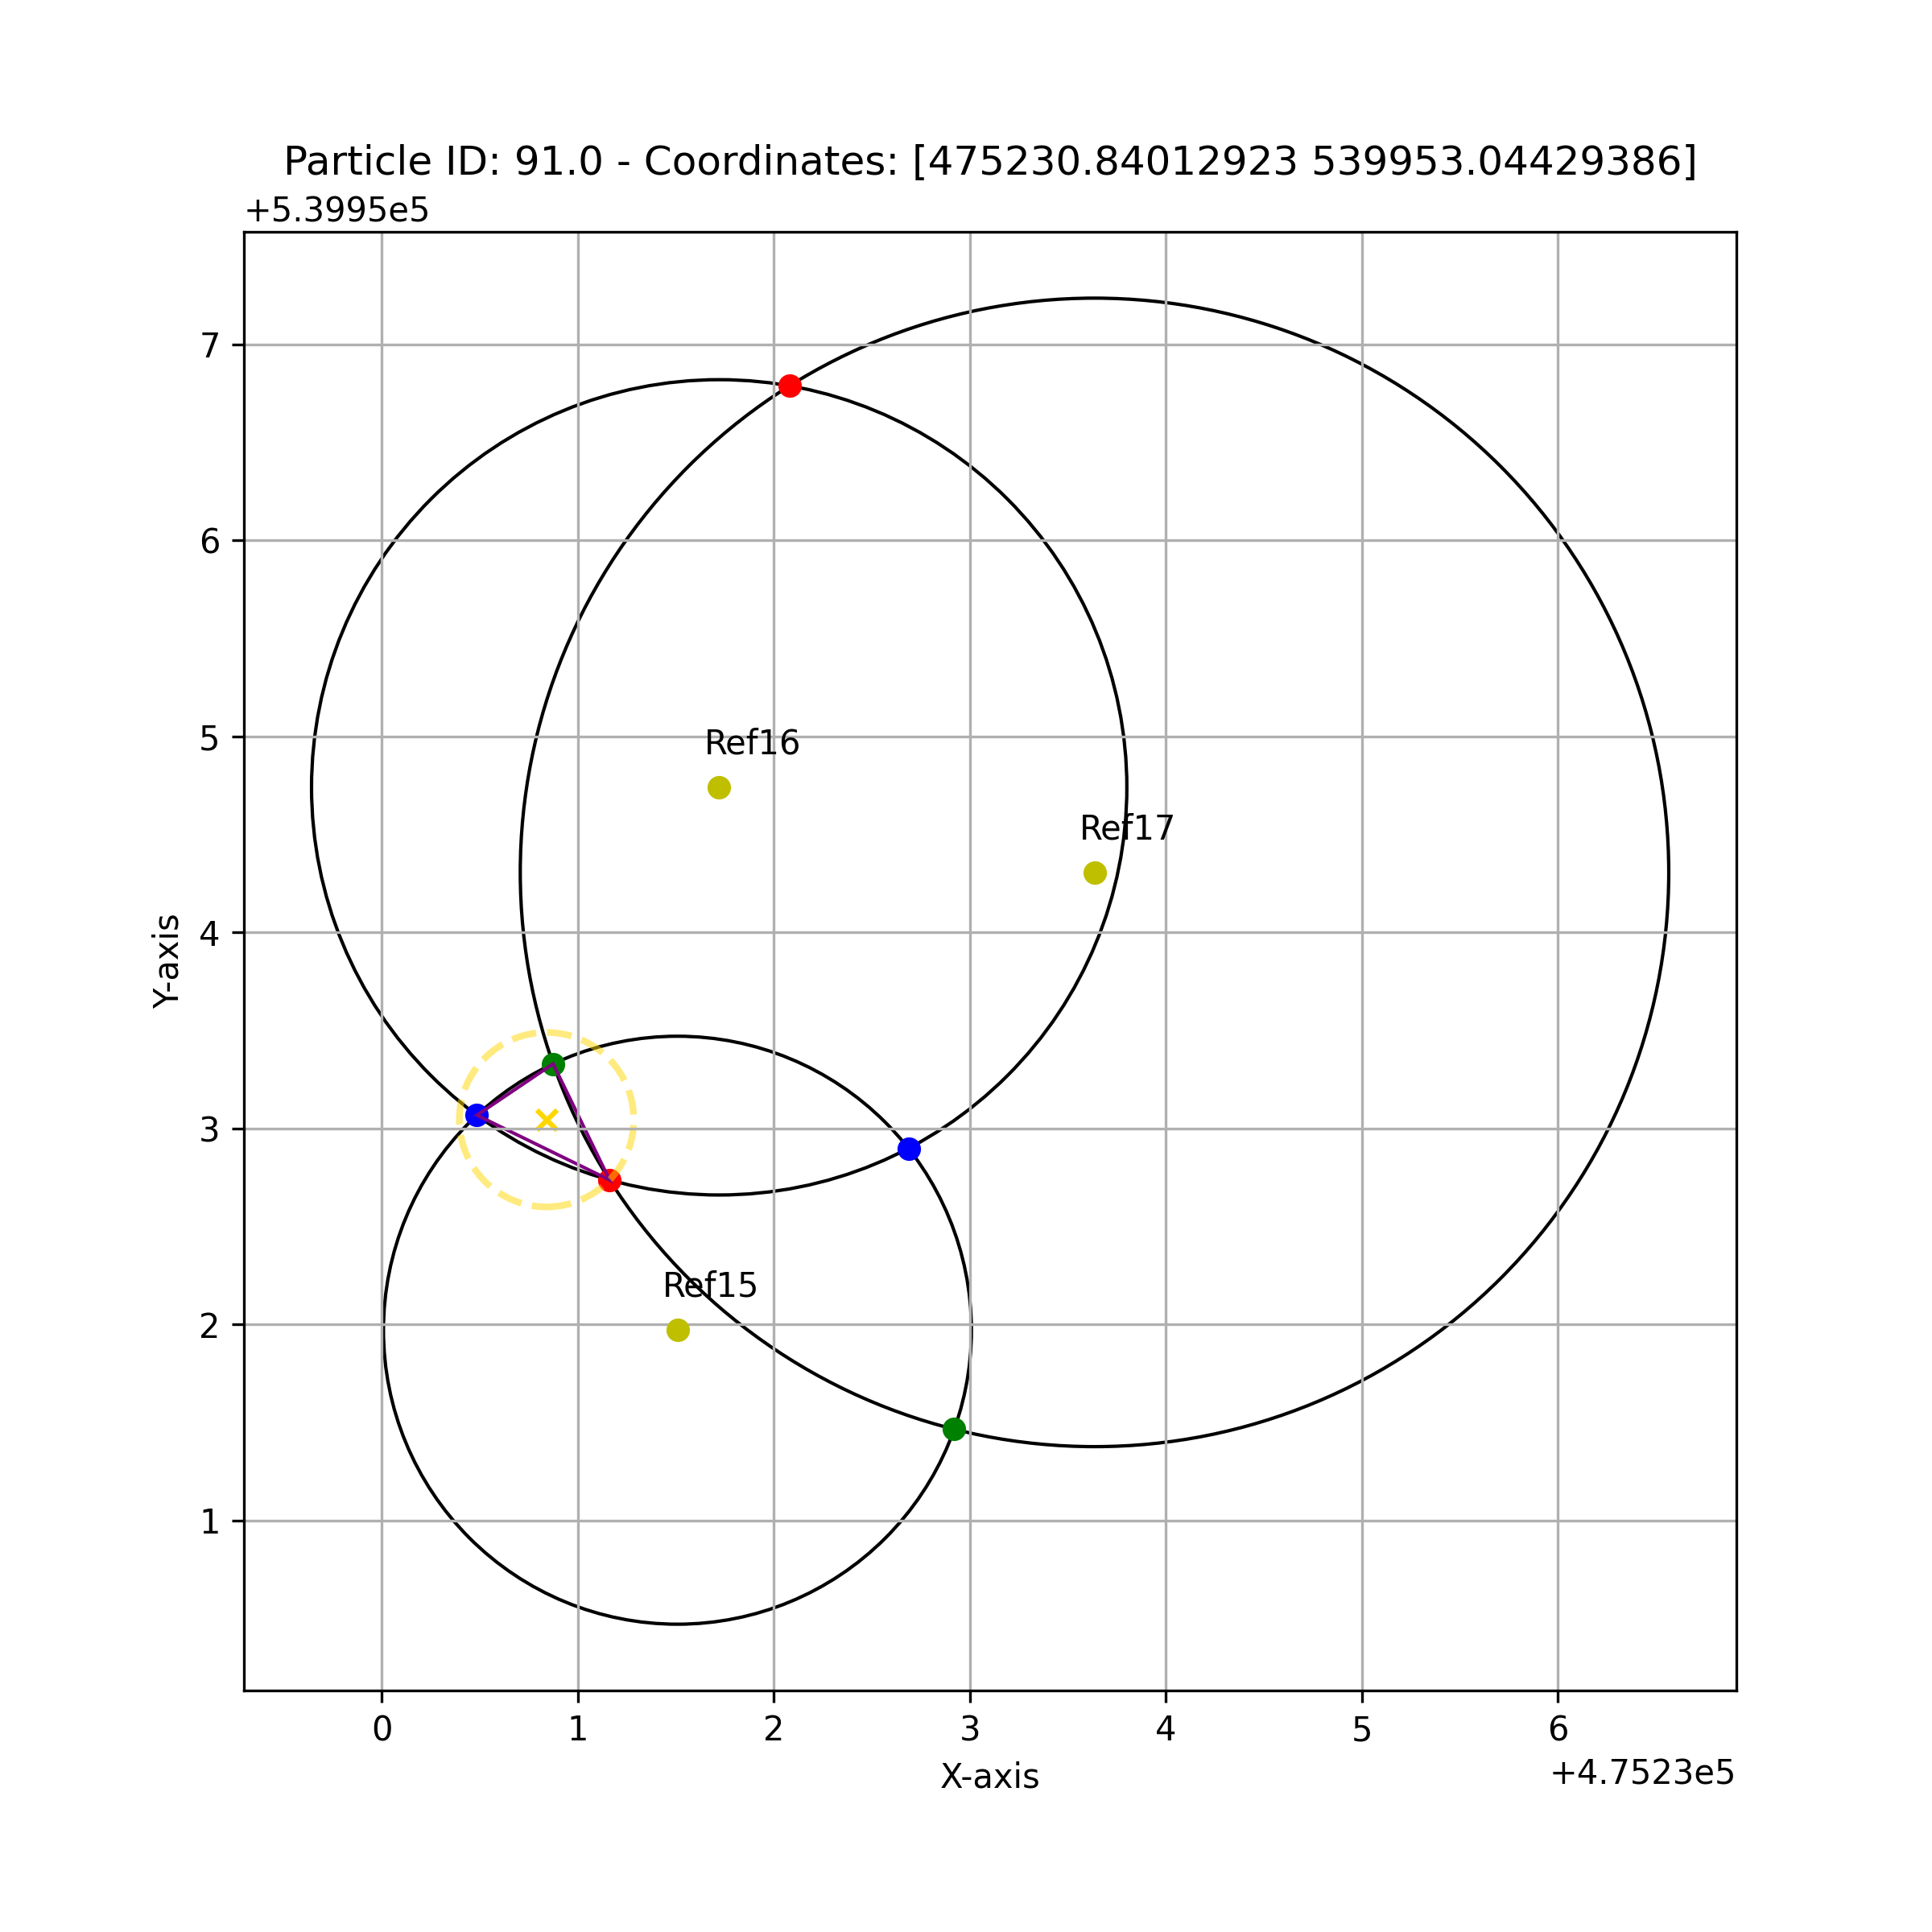 Particle ID: 91.0 - Coordinates: [475230.84012923 539953.04429386]
+5.3995e5
7
6
5
4
3
2
1
Y-axis
Ref16
Ref17
Ref15
0 1 2 3 4 5 6
X-axis
+4.7523e5